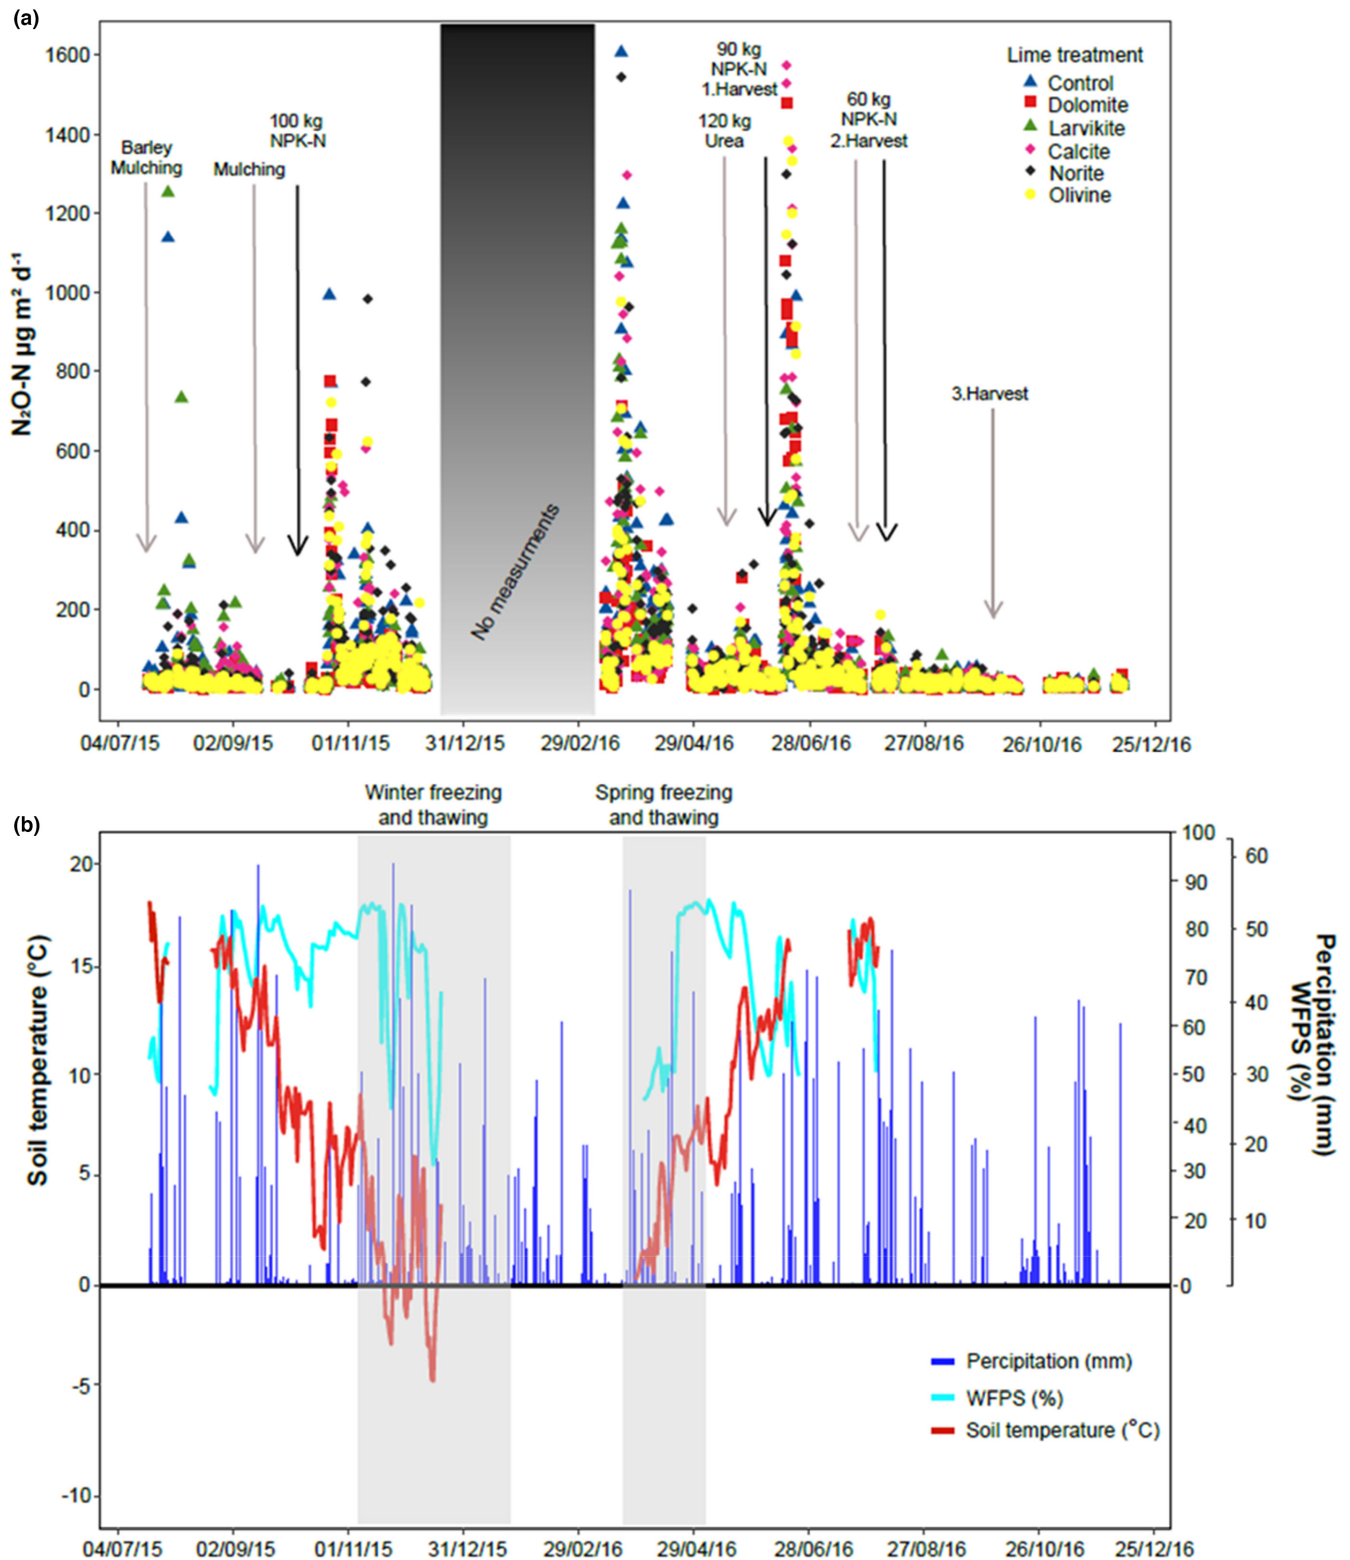 (a)
N₂O-N µg m² d⁻¹
1600
1400
1200
1000
800
600
400
200
0
Barley
Mulching
Mulching
100 kg
NPK-N
No measurments
90 kg
NPK-N
1.Harvest
120 kg
Urea
60 kg
NPK-N
2.Harvest
3.Harvest
Lime treatment
Control
Dolomite
Larvikite
Calcite
Norite
Olivine
04/07/15 02/09/15 01/11/15 31/12/15 29/02/16 29/04/16 28/06/16 27/08/16 26/10/16 25/12/16
(b)
Winter freezing
and thawing
Spring freezing
and thawing
Soil temperature (°C)
20
15
10
5
0
-5
-10
100
90
80
70
60
50
40
30
20
0
60
50
40
30
20
10
Percipitation (mm)
WFPS (%)
Percipitation (mm)
WFPS (%)
Soil temperature (°C)
04/07/15 02/09/15 01/11/15 31/12/15 29/02/16 29/04/16 28/06/16 27/08/16 26/10/16 25/12/16